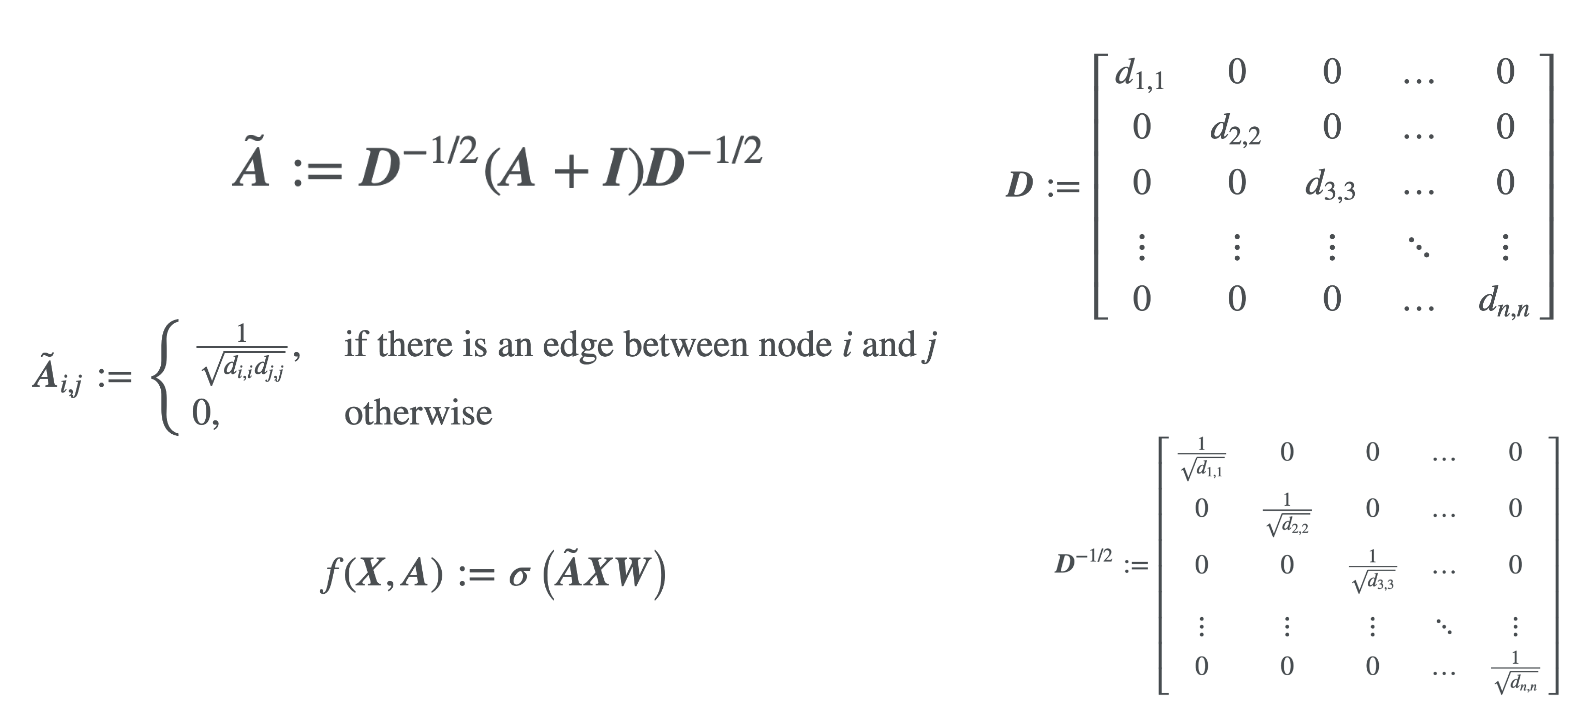 Ã := D^{-1/2}(A + I)D^{-1/2}
Ã_{i,j} := { 1/√(d_{i,i}d_{j,j}), if there is an edge between node i and j
0, otherwise
f(X, A) := σ(ÃXW)
D := [ d_{1,1} 0 0 … 0
0 d_{2,2} 0 … 0
0 0 d_{3,3} … 0
⋮ ⋮ ⋮ ⋱ ⋮
0 0 0 … d_{n,n} ]
D^{-1/2} := [ 1/√d_{1,1} 0 0 … 0
0 1/√d_{2,2} 0 … 0
0 0 1/√d_{3,3} … 0
⋮ ⋮ ⋮ ⋱ ⋮
0 0 0 … 1/√d_{n,n} ]